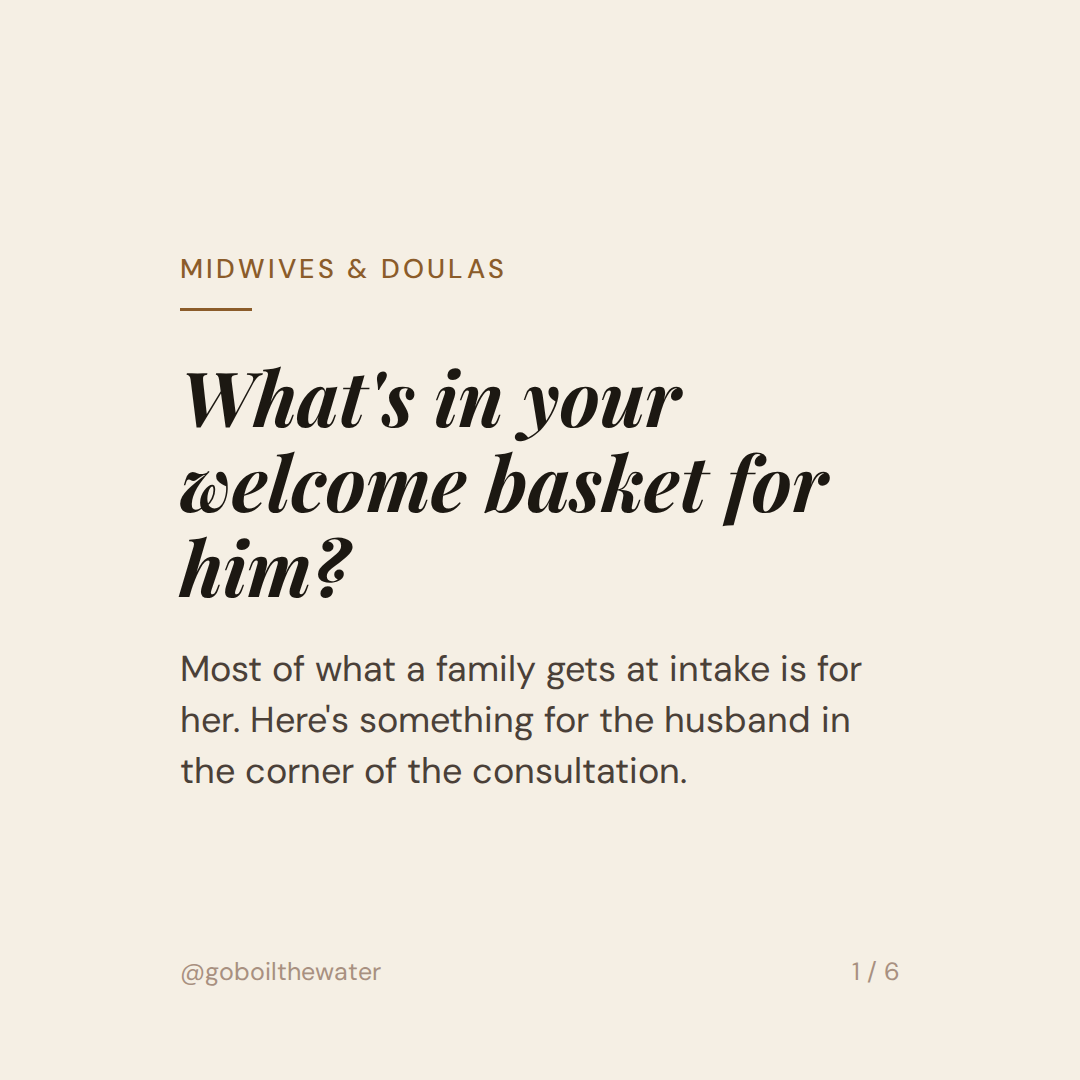 MIDWIVES & DOULAS
What's in your
welcome basket for
him?
Most of what a family gets at intake is for
her. Here's something for the husband in
the corner of the consultation.
@goboilthewater
1 / 6